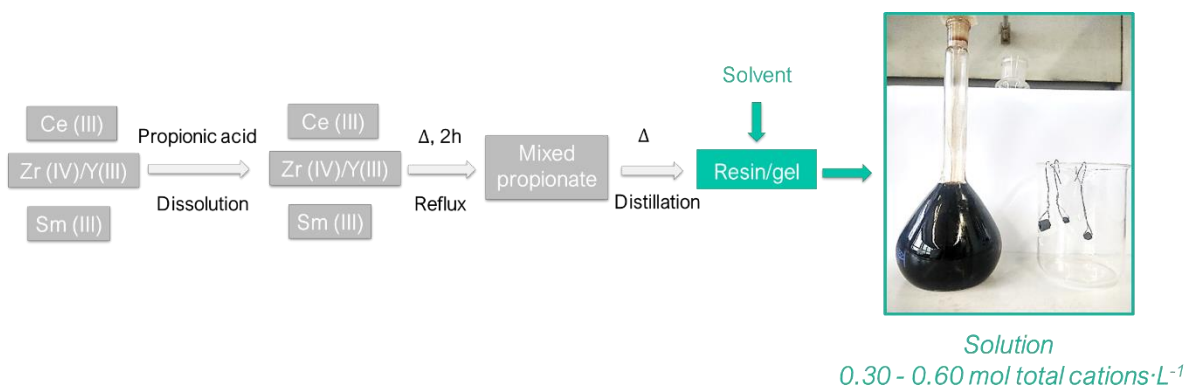 Ce (III)
Zr (IV)/Y(III)
Sm (III)
Propionic acid
Dissolution
Ce (III)
Zr (IV)/Y(III)
Sm (III)
Δ, 2h
Reflux
Mixed
propionate
Δ
Distillation
Solvent
Resin/gel
Solution
0.30 - 0.60 mol total cations·L⁻¹